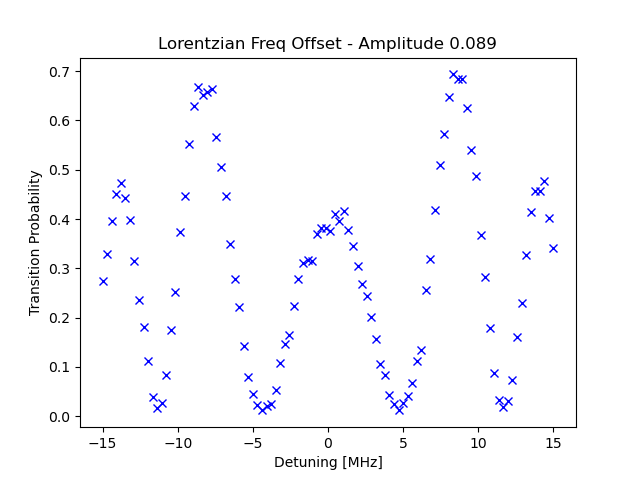 Lorentzian Freq Offset - Amplitude 0.089
Transition Probability
0.7
0.6
0.5
0.4
0.3
0.2
0.1
0.0
−15 −10 −5 0 5 10 15
Detuning [MHz]